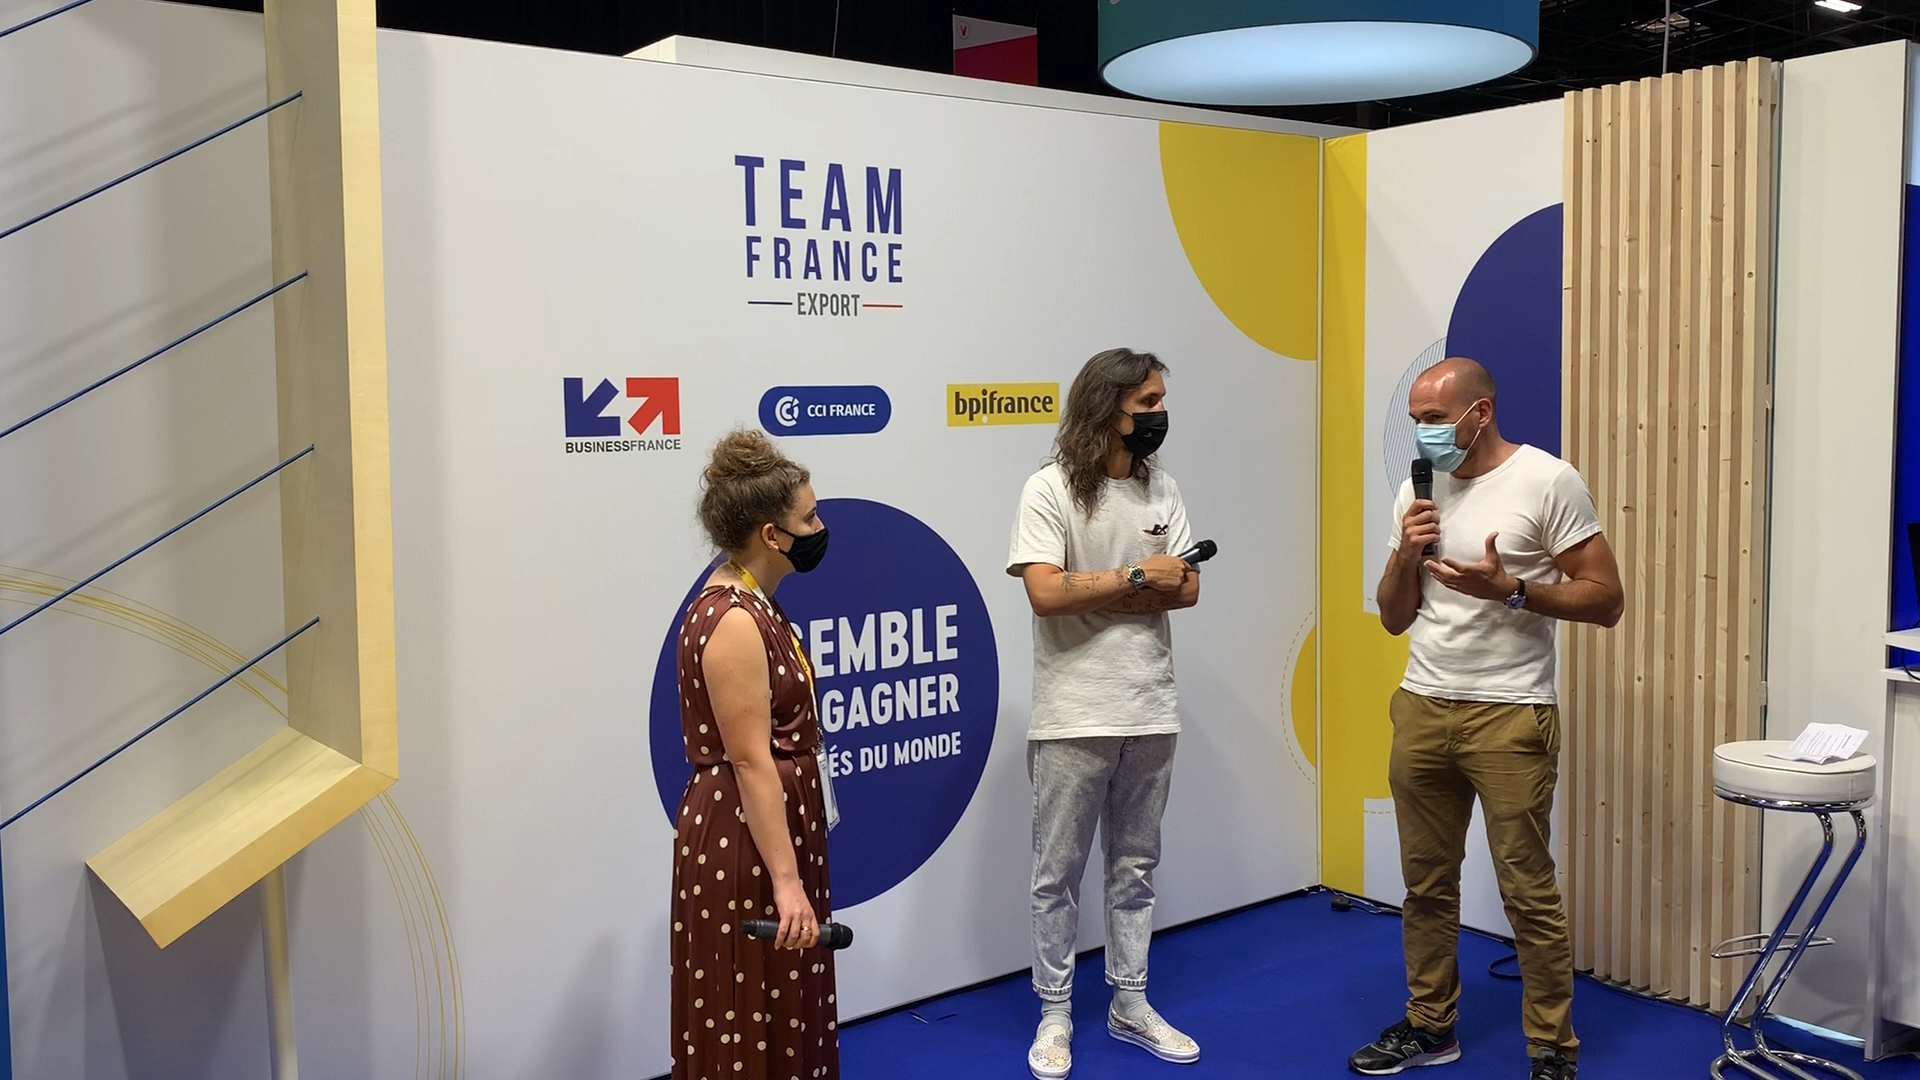 TEAM
FRANCE
EXPORT
BUSINESSFRANCE
CCI FRANCE
bpifrance
SEMBLE
GAGNER
ÉS DU MONDE